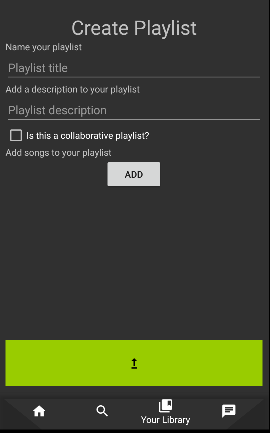 Create Playlist
Name your playlist
Playlist title
Add a description to your playlist
Playlist description
Is this a collaborative playlist?
Add songs to your playlist
ADD
Your Library